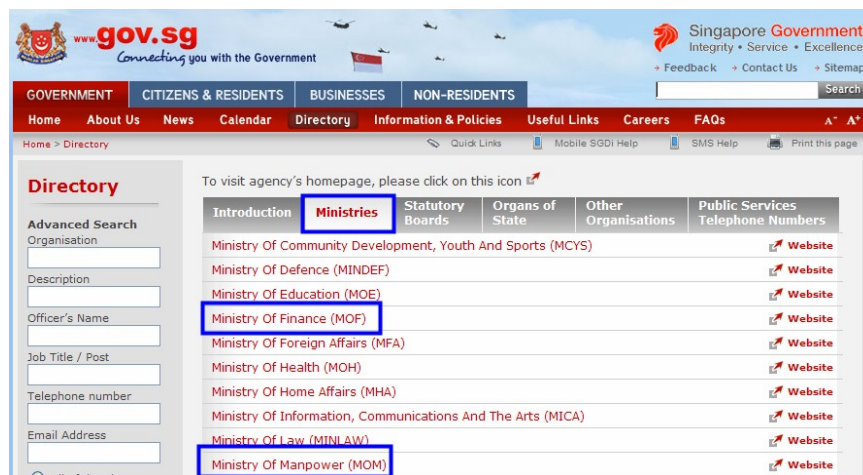 www.gov.sg
Connecting you with the Government
Singapore Government
Integrity • Service • Excellence
Feedback Contact Us Sitemap
GOVERNMENT CITIZENS & RESIDENTS BUSINESSES NON-RESIDENTS Search
Home About Us News Calendar Directory Information & Policies Useful Links Careers FAQs A- A+
Home > Directory Quick Links Mobile SGDi Help SMS Help Print this page
Directory
Advanced Search
Organisation
Description
Officer's Name
Job Title / Post
Telephone number
Email Address
To visit agency's homepage, please click on this icon
Introduction Ministries Statutory Boards Organs of State Other Organisations Public Services Telephone Numbers
Ministry Of Community Development, Youth And Sports (MCYS) Website
Ministry Of Defence (MINDEF) Website
Ministry Of Education (MOE) Website
Ministry Of Finance (MOF) Website
Ministry Of Foreign Affairs (MFA) Website
Ministry Of Health (MOH) Website
Ministry Of Home Affairs (MHA) Website
Ministry Of Information, Communications And The Arts (MICA) Website
Ministry Of Law (MINLAW) Website
Ministry Of Manpower (MOM) Website